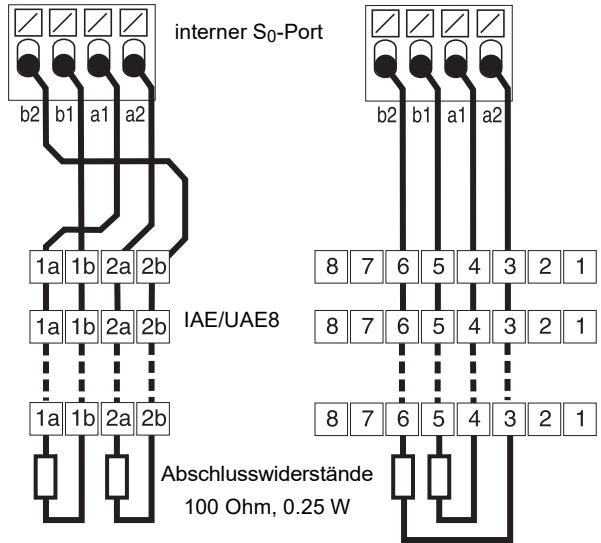 interner S0-Port
b2 b1 a1 a2
b2 b1 a1 a2
1a 1b 2a 2b
8 7 6 5 4 3 2 1
1a 1b 2a 2b
IAE/UAE8
8 7 6 5 4 3 2 1
1a 1b 2a 2b
8 7 6 5 4 3 2 1
Abschlusswiderstände
100 Ohm, 0.25 W